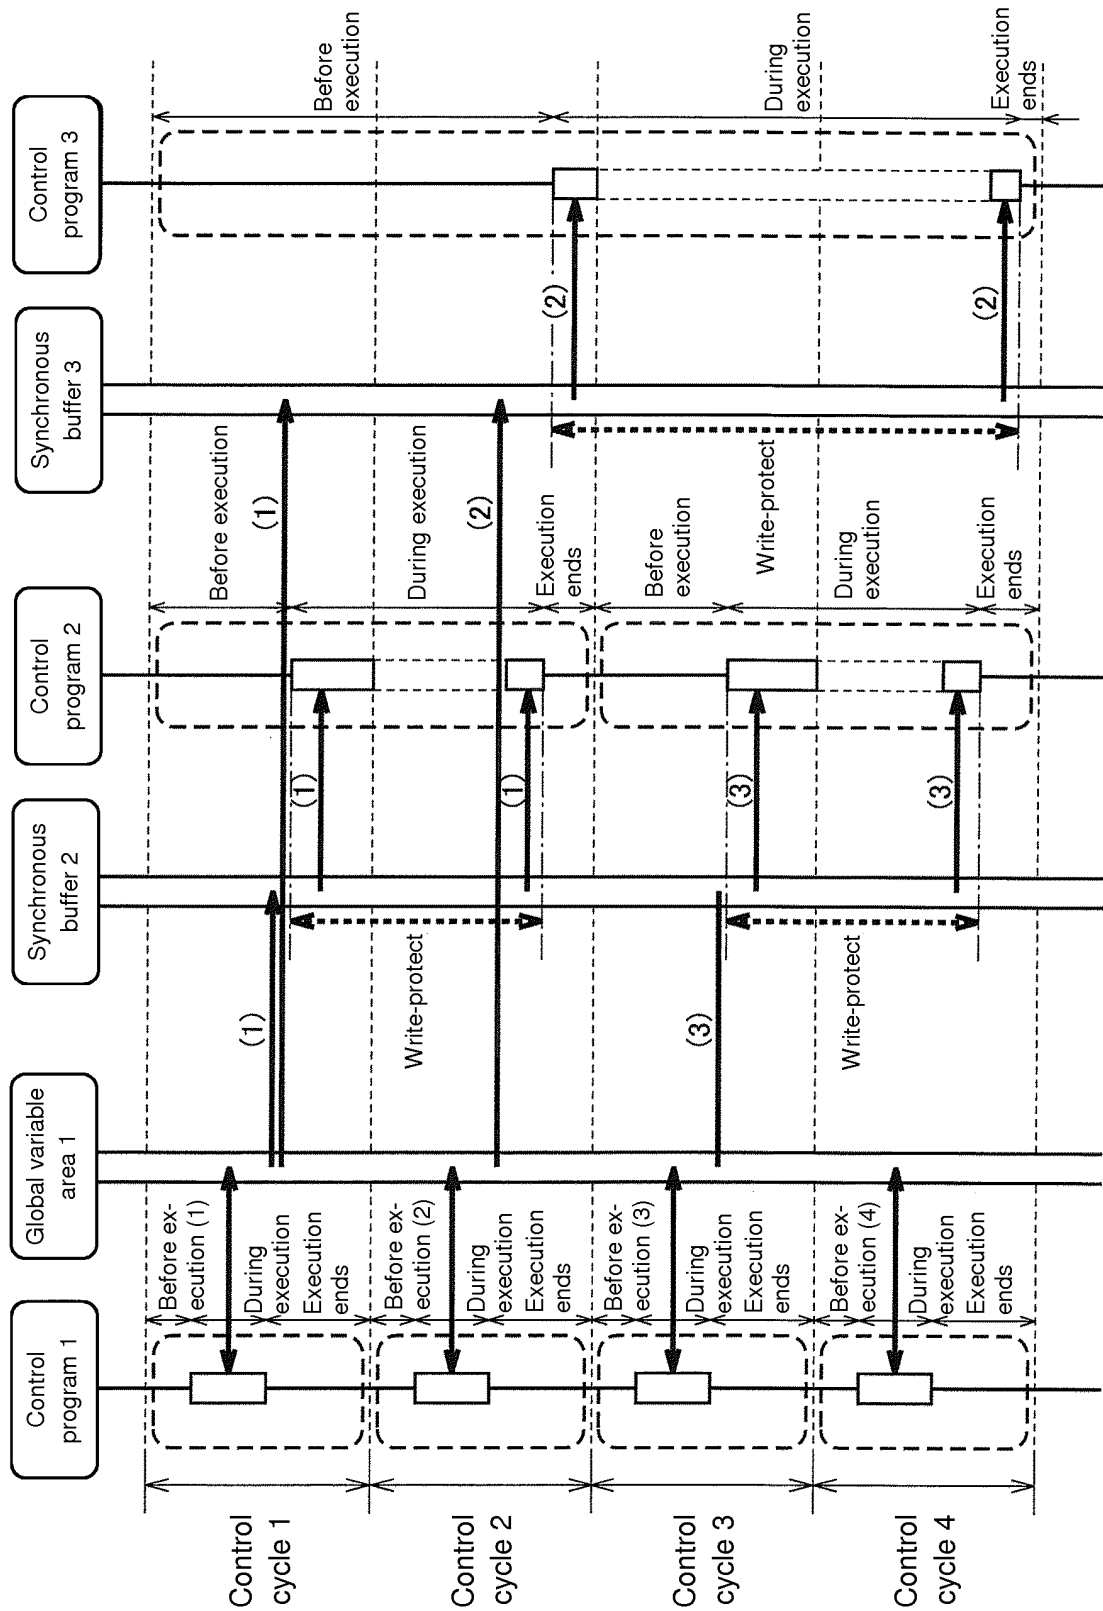 Control
program 1
Global variable
area 1
Synchronous
buffer 2
Control
program 2
Synchronous
buffer 3
Control
program 3
Control
cycle 1
Before ex-
ecution (1)
During
execution
Execution
ends
(1)
(1)
Before execution
(1)
Before
execution
Control
cycle 2
Before ex-
ecution (2)
During
execution
Execution
ends
Write-protect
(1)
During execution
(2)
Execution
ends
(2)
Control
cycle 3
Before ex-
ecution (3)
During
execution
Execution
ends
(3)
(3)
Before
execution
Write-protect
During
execution
Control
cycle 4
Before ex-
ecution (4)
During
execution
Execution
ends
Write-protect
(3)
During
execution
Execution
ends
(2)
Execution
ends